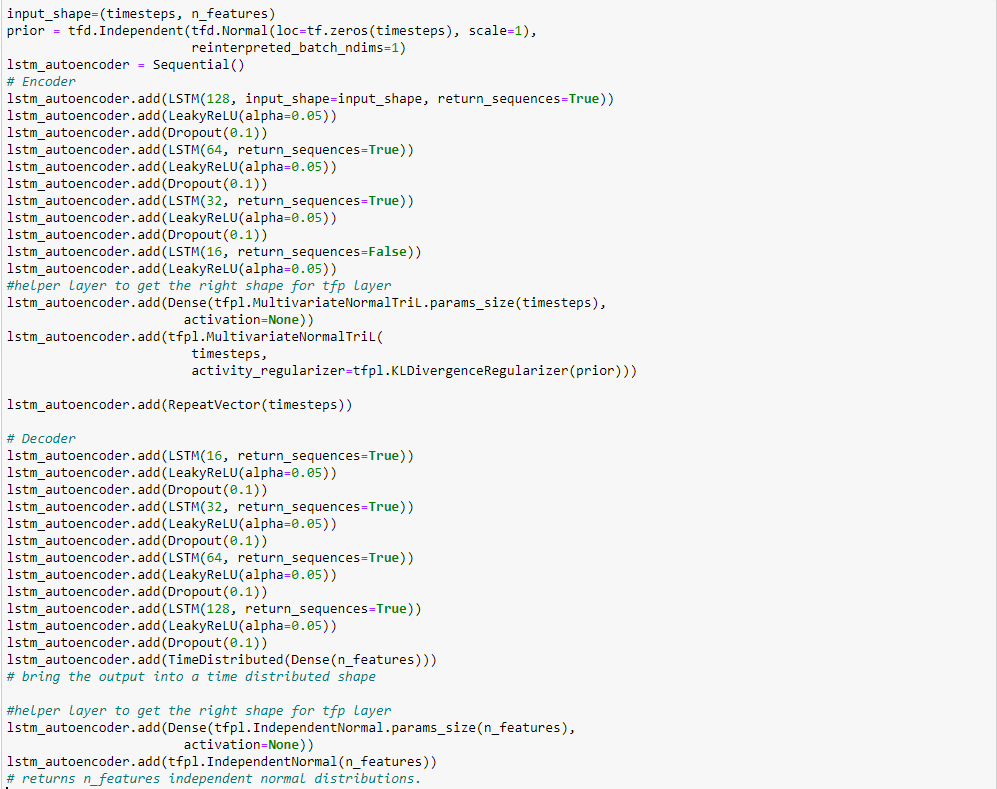 input_shape=(timesteps, n_features)
prior = tfd.Independent(tfd.Normal(loc=tf.zeros(timesteps), scale=1),
                        reinterpreted_batch_ndims=1)
lstm_autoencoder = Sequential()
# Encoder
lstm_autoencoder.add(LSTM(128, input_shape=input_shape, return_sequences=True))
lstm_autoencoder.add(LeakyReLU(alpha=0.05))
lstm_autoencoder.add(Dropout(0.1))
lstm_autoencoder.add(LSTM(64, return_sequences=True))
lstm_autoencoder.add(LeakyReLU(alpha=0.05))
lstm_autoencoder.add(Dropout(0.1))
lstm_autoencoder.add(LSTM(32, return_sequences=True))
lstm_autoencoder.add(LeakyReLU(alpha=0.05))
lstm_autoencoder.add(Dropout(0.1))
lstm_autoencoder.add(LSTM(16, return_sequences=False))
lstm_autoencoder.add(LeakyReLU(alpha=0.05))
#helper layer to get the right shape for tfp layer
lstm_autoencoder.add(Dense(tfpl.MultivariateNormalTriL.params_size(timesteps),
                       activation=None))
lstm_autoencoder.add(tfpl.MultivariateNormalTriL(
                        timesteps,
                        activity_regularizer=tfpl.KLDivergenceRegularizer(prior)))
lstm_autoencoder.add(RepeatVector(timesteps))
# Decoder
lstm_autoencoder.add(LSTM(16, return_sequences=True))
lstm_autoencoder.add(LeakyReLU(alpha=0.05))
lstm_autoencoder.add(Dropout(0.1))
lstm_autoencoder.add(LSTM(32, return_sequences=True))
lstm_autoencoder.add(LeakyReLU(alpha=0.05))
lstm_autoencoder.add(Dropout(0.1))
lstm_autoencoder.add(LSTM(64, return_sequences=True))
lstm_autoencoder.add(LeakyReLU(alpha=0.05))
lstm_autoencoder.add(Dropout(0.1))
lstm_autoencoder.add(LSTM(128, return_sequences=True))
lstm_autoencoder.add(LeakyReLU(alpha=0.05))
lstm_autoencoder.add(Dropout(0.1))
lstm_autoencoder.add(TimeDistributed(Dense(n_features)))
# bring the output into a time distributed shape
#helper layer to get the right shape for tfp layer
lstm_autoencoder.add(Dense(tfpl.IndependentNormal.params_size(n_features),
                       activation=None))
lstm_autoencoder.add(tfpl.IndependentNormal(n_features))
# returns n_features independent normal distributions.